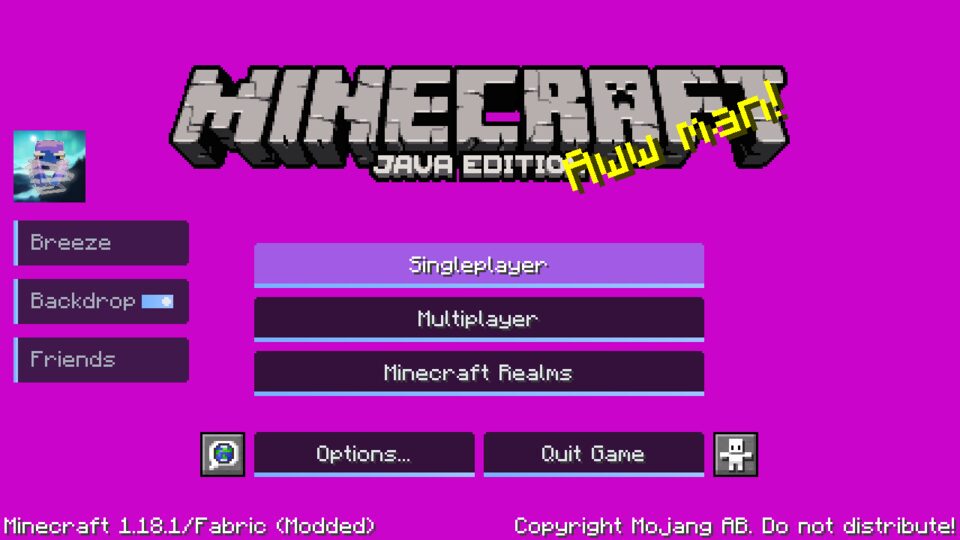 MINECRAFT
JAVA EDITION
Aww man!
Breeze
Backdrop
Friends
Singleplayer
Multiplayer
Minecraft Realms
Options...
Quit Game
Minecraft 1.18.1/Fabric (Modded)
Copyright Mojang AB. Do not distribute!